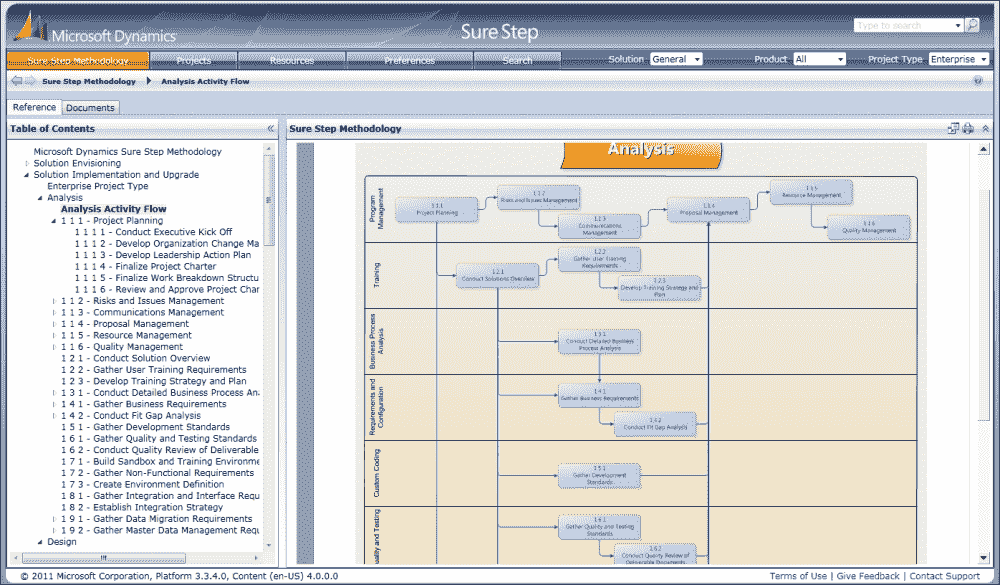 Microsoft Dynamics
Sure Step
Type to search
Sure Step Methodology
Projects
Resources
Preferences
Search
Solution
General
Product
All
Project Type
Enterprise
Sure Step Methodology
Analysis Activity Flow
Reference
Documents
Table of Contents
Microsoft Dynamics Sure Step Methodology
Solution Envisioning
Solution Implementation and Upgrade
Enterprise Project Type
Analysis
Analysis Activity Flow
1 1 1 - Project Planning
1 1 1 1 - Conduct Executive Kick Off
1 1 1 2 - Develop Organization Change Ma
1 1 1 3 - Develop Leadership Action Plan
1 1 1 4 - Finalize Project Charter
1 1 1 5 - Finalize Work Breakdown Structu
1 1 1 6 - Review and Approve Project Char
1 1 2 - Risks and Issues Management
1 1 3 - Communications Management
1 1 4 - Proposal Management
1 1 5 - Resource Management
1 1 6 - Quality Management
1 2 1 - Conduct Solution Overview
1 2 2 - Gather User Training Requirements
1 2 3 - Develop Training Strategy and Plan
1 3 1 - Conduct Detailed Business Process An
1 4 1 - Gather Business Requirements
1 4 2 - Conduct Fit Gap Analysis
1 5 1 - Gather Development Standards
1 6 1 - Gather Quality and Testing Standards
1 6 2 - Conduct Quality Review of Deliverable
1 7 1 - Build Sandbox and Training Environme
1 7 2 - Gather Non-Functional Requirements
1 7 3 - Create Environment Definition
1 8 1 - Gather Integration and Interface Requ
1 8 2 - Establish Integration Strategy
1 9 1 - Gather Data Migration Requirements
1 9 2 - Gather Master Data Management Requ
Design
Sure Step Methodology
Analysis
Program
Management
1.1.1
Project Planning
1.1.2
Risks and Issues Management
1.1.3
Communications
Management
1.1.4
Proposal Management
1.1.5
Resource Management
1.1.6
Quality Management
Training
1.2.1
Conduct Solutions Overview
1.2.2
Gather User Training
Requirements
1.2.3
Develop Training Strategy and
Plan
Business Process
Analysis
1.3.1
Conduct Detailed Business
Process Analysis
Requirements and
Configuration
1.4.1
Gather Business Requirements
1.4.2
Conduct Fit Gap Analysis
Custom Coding
1.5.1
Gather Development
Standards
uality and Testing
1.6.1
Gather Quality and Testing
Standards
1.6.2
Conduct Quality Review of
Deliverable Documents
© 2011 Microsoft Corporation, Platform 3.3.4.0, Content (en-US) 4.0.0.0
Terms of Use | Give Feedback | Contact Support